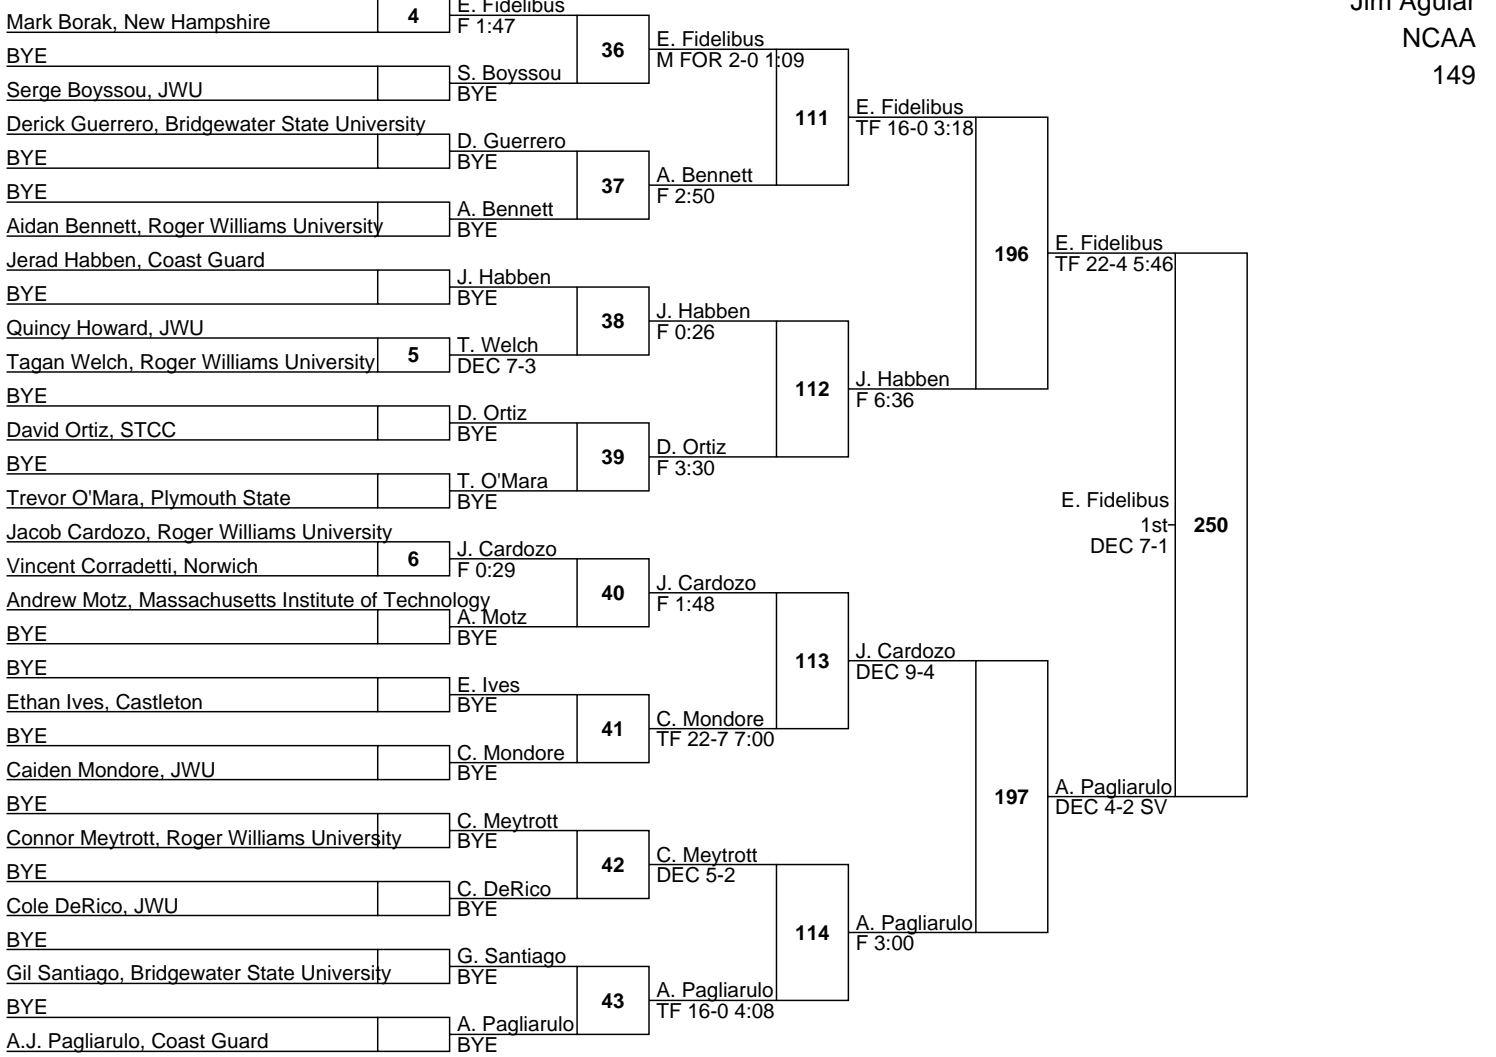 Jim Aguiar
NCAA
149
Mark Borak, New Hampshire
BYE
Serge Boyssou, JWU
Derick Guerrero, Bridgewater State University
BYE
BYE
Aidan Bennett, Roger Williams University
Jerad Habben, Coast Guard
BYE
Quincy Howard, JWU
Tagan Welch, Roger Williams University
BYE
David Ortiz, STCC
BYE
Trevor O'Mara, Plymouth State
Jacob Cardozo, Roger Williams University
Vincent Corradetti, Norwich
Andrew Motz, Massachusetts Institute of Technology
BYE
BYE
Ethan Ives, Castleton
BYE
Caiden Mondore, JWU
BYE
Connor Meytrott, Roger Williams University
BYE
Cole DeRico, JWU
BYE
Gil Santiago, Bridgewater State University
BYE
A.J. Pagliarulo, Coast Guard
4
5
6
E. Fidelibus
F 1:47
S. Boyssou
BYE
D. Guerrero
BYE
A. Bennett
BYE
J. Habben
BYE
T. Welch
DEC 7-3
D. Ortiz
BYE
T. O'Mara
BYE
J. Cardozo
F 0:29
A. Motz
BYE
E. Ives
BYE
C. Mondore
BYE
C. Meytrott
BYE
C. DeRico
BYE
G. Santiago
BYE
A. Pagliarulo
BYE
36
37
38
39
40
41
42
43
E. Fidelibus
M FOR 2-0 1:09
A. Bennett
F 2:50
J. Habben
F 0:26
D. Ortiz
F 3:30
J. Cardozo
F 1:48
C. Mondore
TF 22-7 7:00
C. Meytrott
DEC 5-2
A. Pagliarulo
TF 16-0 4:08
111
112
113
114
E. Fidelibus
TF 16-0 3:18
J. Habben
F 6:36
J. Cardozo
DEC 9-4
A. Pagliarulo
F 3:00
196
197
E. Fidelibus
TF 22-4 5:46
A. Pagliarulo
DEC 4-2 SV
250
E. Fidelibus
1st
DEC 7-1